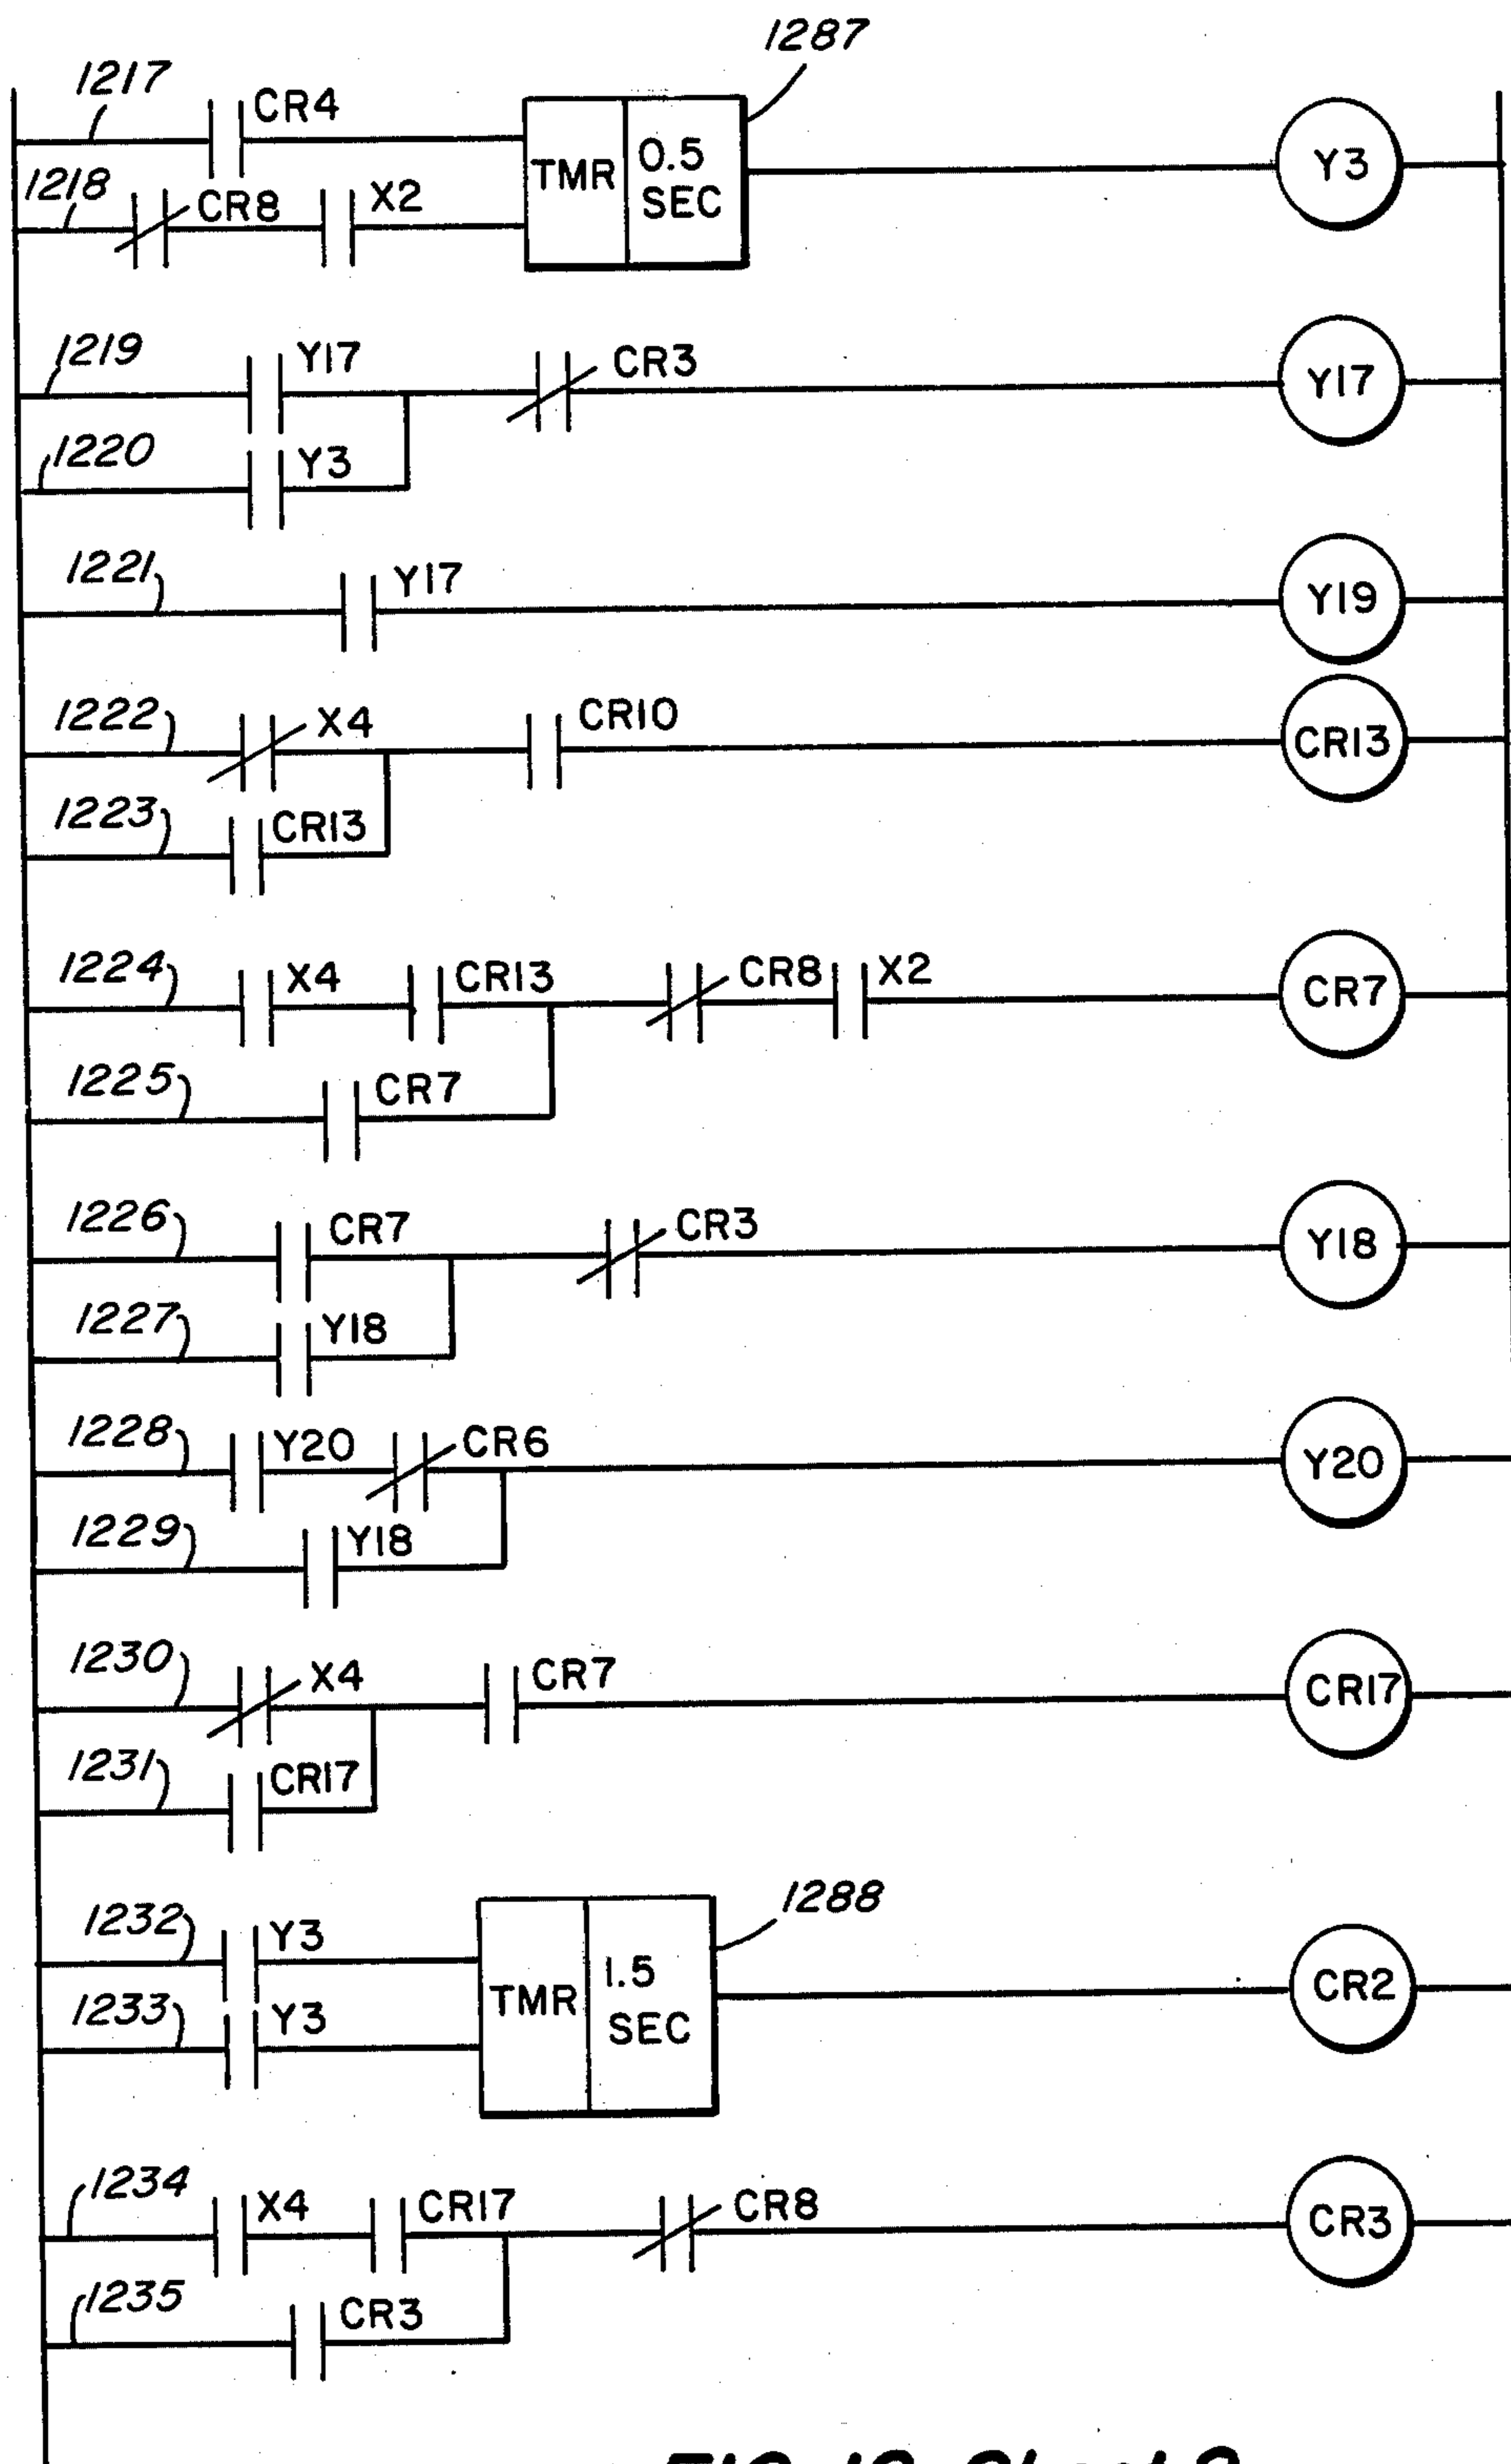 1287
1217 CR4
TMR 0.5 SEC Y3
1218 CR8 X2
1219 Y17 CR3 Y17
1220 Y3
1221 Y17 Y19
1222 X4 CR10 CR13
1223 CR13
1224 X4 CR13 CR8 X2 CR7
1225 CR7
1226 CR7 CR3 Y18
1227 Y18
1228 Y20 CR6 Y20
1229 Y18
1230 X4 CR7 CR17
1231 CR17
1288
1232 Y3
TMR 1.5 SEC CR2
1233 Y3
1234 X4 CR17 CR8 CR3
1235 CR3